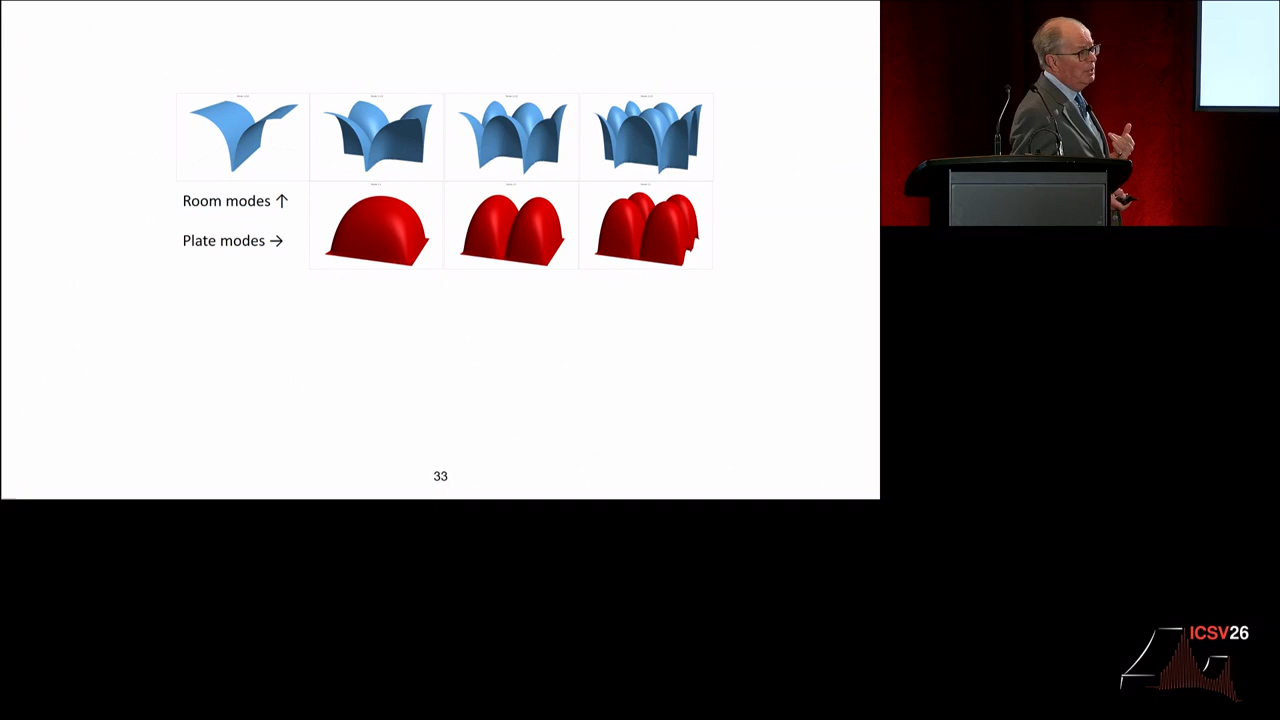 Room modes ↑
Plate modes →
33
ICSV26